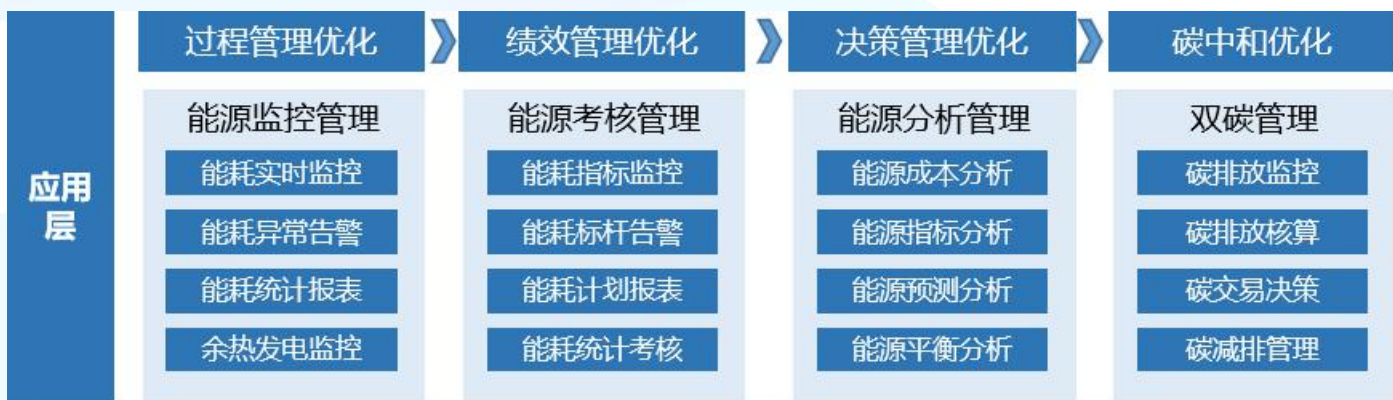 过程管理优化
绩效管理优化
决策管理优化
碳中和优化
应用
层
能源监控管理
能耗实时监控
能耗异常告警
能耗统计报表
余热发电监控
能源考核管理
能耗指标监控
能耗标杆告警
能耗计划报表
能耗统计考核
能源分析管理
能源成本分析
能源指标分析
能源预测分析
能源平衡分析
双碳管理
碳排放监控
碳排放核算
碳交易决策
碳减排管理